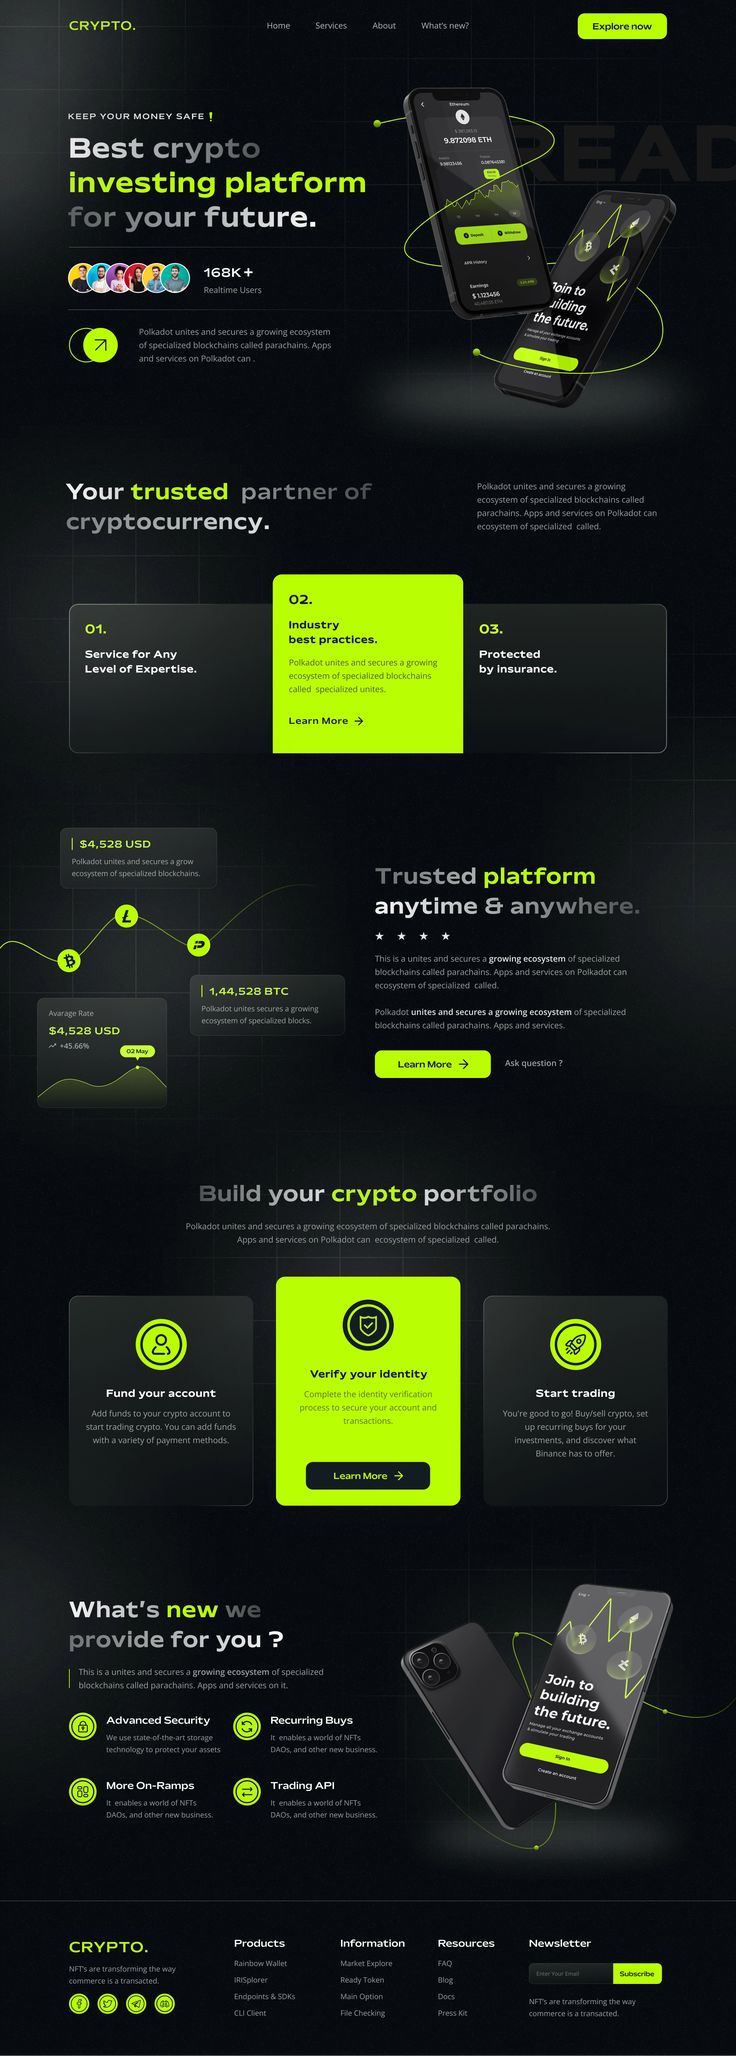 CRYPTO.
Home
Services
About
What's new?
Explore now
KEEP YOUR MONEY SAFE !
Best crypto
investing platform
for your future.
168K+
Realtime Users
Polkadot unites and secures a growing ecosystem
of specialized blockchains called parachains. Apps
and services on Polkadot can .
READ
Ethereum
9.872098 ETH
Deposit
Withdraw
APR History
Earnings
$ 1.123456
Eng
Join to
building
the future.
Manage all your exchange accounts
& simulate your trading
Sign In
Create an account
Your trusted partner of
cryptocurrency.
Polkadot unites and secures a growing
ecosystem of specialized blockchains called
parachains. Apps and services on Polkadot can
ecosystem of specialized called.
01.
Service for Any
Level of Expertise.
02.
Industry
best practices.
Polkadot unites and secures a growing
ecosystem of specialized blockchains
called specialized unites.
Learn More
03.
Protected
by insurance.
$4,528 USD
Polkadot unites and secures a grow
ecosystem of specialized blockchains.
1,44,528 BTC
Polkadot unites secures a growing
ecosystem of specialized blocks.
Avarage Rate
$4,528 USD
+45.66%
02 May
Trusted platform
anytime & anywhere.
This is a unites and secures a growing ecosystem of specialized
blockchains called parachains. Apps and services on Polkadot can
ecosystem of specialized called.
Polkadot unites and secures a growing ecosystem of specialized
blockchains called parachains. Apps and services.
Learn More
Ask question ?
Build your crypto portfolio
Polkadot unites and secures a growing ecosystem of specialized blockchains called parachains.
Apps and services on Polkadot can ecosystem of specialized called.
Fund your account
Add funds to your crypto account to
start trading crypto. You can add funds
with a variety of payment methods.
Verify your identity
Complete the identity verification
process to secure your account and
transactions.
Learn More
Start trading
You're good to go! Buy/sell crypto, set
up recurring buys for your
investments, and discover what
Binance has to offer.
What's new we
provide for you ?
This is a unites and secures a growing ecosystem of specialized
blockchains called parachains. Apps and services on it.
Advanced Security
We use state-of-the-art storage
technology to protect your assets
Recurring Buys
It enables a world of NFTs
DAOs, and other new business.
More On-Ramps
It enables a world of NFTs
DAOs, and other new business.
Trading API
It enables a world of NFTs
DAOs, and other new business.
Eng
Join to
building
the future.
Manage all your exchange accounts
& simulate your trading
Sign In
Create an account
CRYPTO.
NFT's are transforming the way
commerce is a transacted.
Products
Rainbow Wallet
IRISplorer
Endpoints & SDKs
CLI Client
Information
Market Explore
Ready Token
Main Option
File Checking
Resources
FAQ
Blog
Docs
Press Kit
Newsletter
Enter Your Email
Subscribe
NFT's are transforming the way
commerce is a transacted.